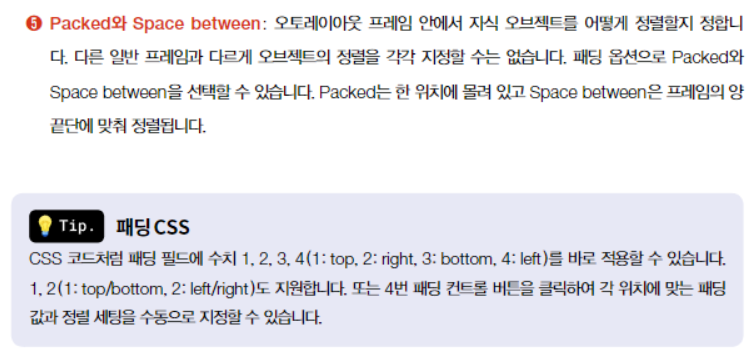 ❺ Packed와 Space between: 오토레이아웃 프레임 안에서 자식 오브젝트를 어떻게 정렬할지 정합니
다. 다른 일반 프레임과 다르게 오브젝트의 정렬을 각각 지정할 수는 없습니다. 패딩 옵션으로 Packed와
Space between을 선택할 수 있습니다. Packed는 한 위치에 몰려 있고 Space between은 프레임의 양
끝단에 맞춰 정렬됩니다.
Tip. 패딩 CSS
CSS 코드처럼 패딩 필드에 수치 1, 2, 3, 4(1: top, 2: right, 3: bottom, 4: left)를 바로 적용할 수 있습니다.
1, 2(1: top/bottom, 2: left/right)도 지원합니다. 또는 4번 패딩 컨트롤 버튼을 클릭하여 각 위치에 맞는 패딩
값과 정렬 세팅을 수동으로 지정할 수 있습니다.